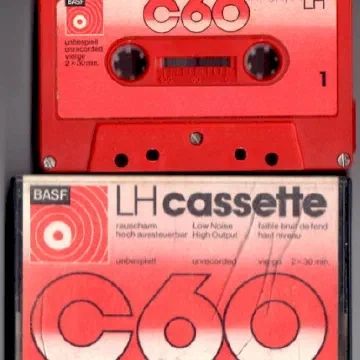 BASF
C60
LH
unbespielt
unrecorded
vierge
2×30 min.
1
BASF
LH cassette
rauscharm
hoch aussteuerbar
Low Noise
High Output
faible bruit de fond
haut niveau
unbespielt
unrecorded
vierge 2×30 min.
C60